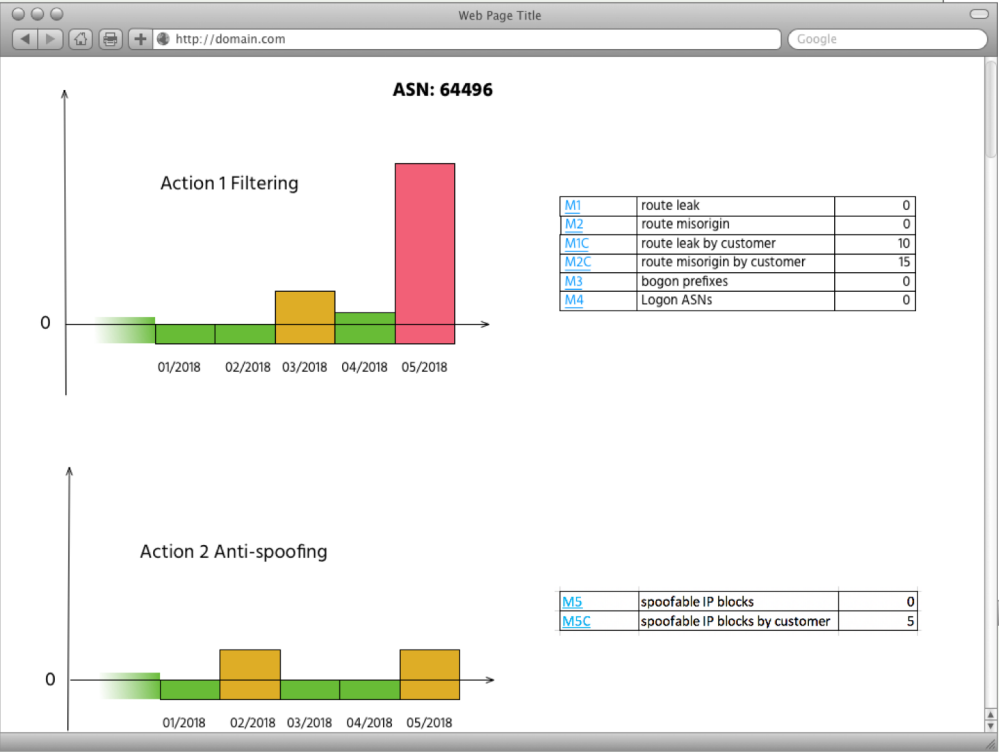 Web Page Title
http://domain.com
Google
ASN: 64496
Action 1 Filtering
M1 route leak 0
M2 route misorigin 0
M1C route leak by customer 10
M2C route misorigin by customer 15
M3 bogon prefixes 0
M4 Logon ASNs 0
0
01/2018 02/2018 03/2018 04/2018 05/2018
Action 2 Anti-spoofing
M5 spoofable IP blocks 0
M5C spoofable IP blocks by customer 5
0
01/2018 02/2018 03/2018 04/2018 05/2018